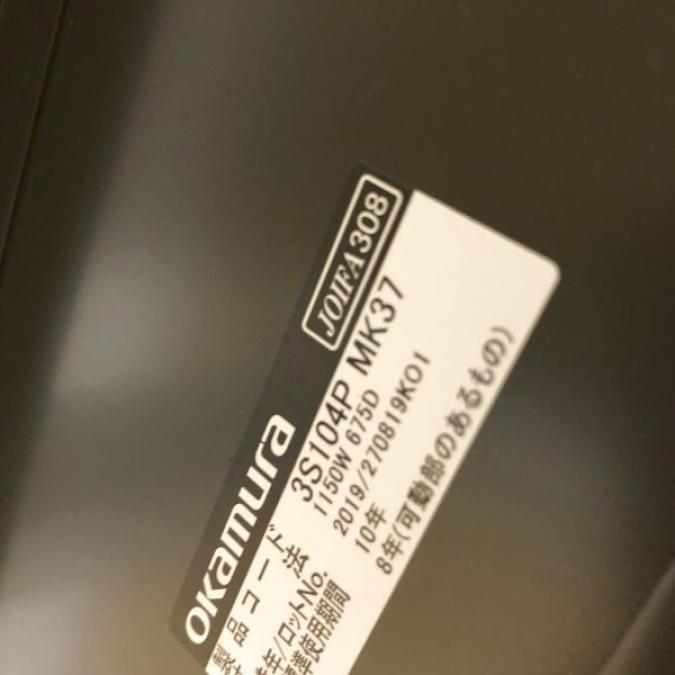 okamura JOIFA308
製品コード 3S104P MK37
法 1150W 675D
年/ロットNo. 2019/270819K01
使用期間 10年
8年(可動部のあるもの)